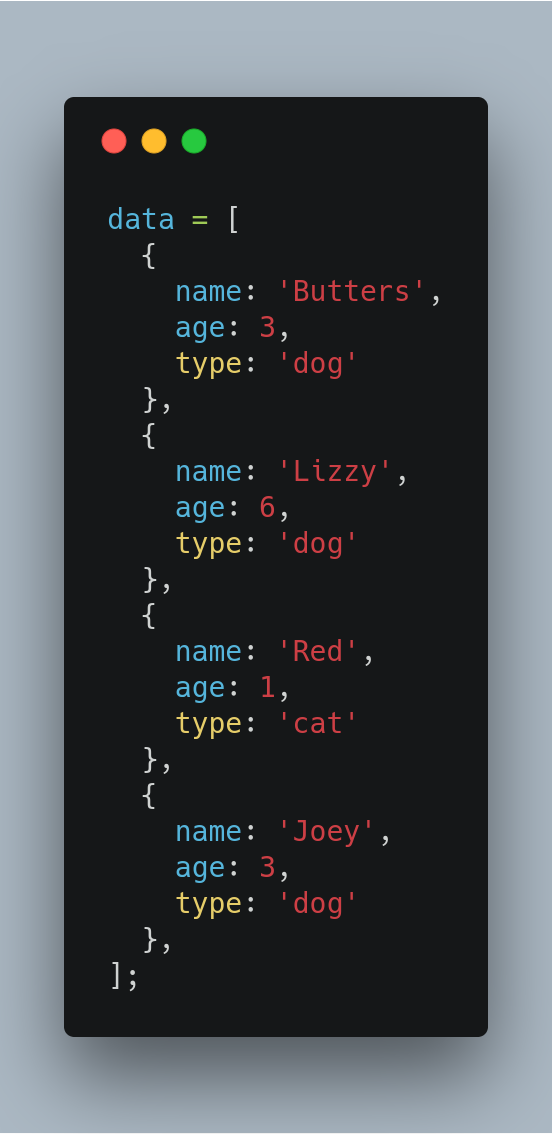 data = [
  {
    name: 'Butters',
    age: 3,
    type: 'dog'
  },
  {
    name: 'Lizzy',
    age: 6,
    type: 'dog'
  },
  {
    name: 'Red',
    age: 1,
    type: 'cat'
  },
  {
    name: 'Joey',
    age: 3,
    type: 'dog'
  },
];